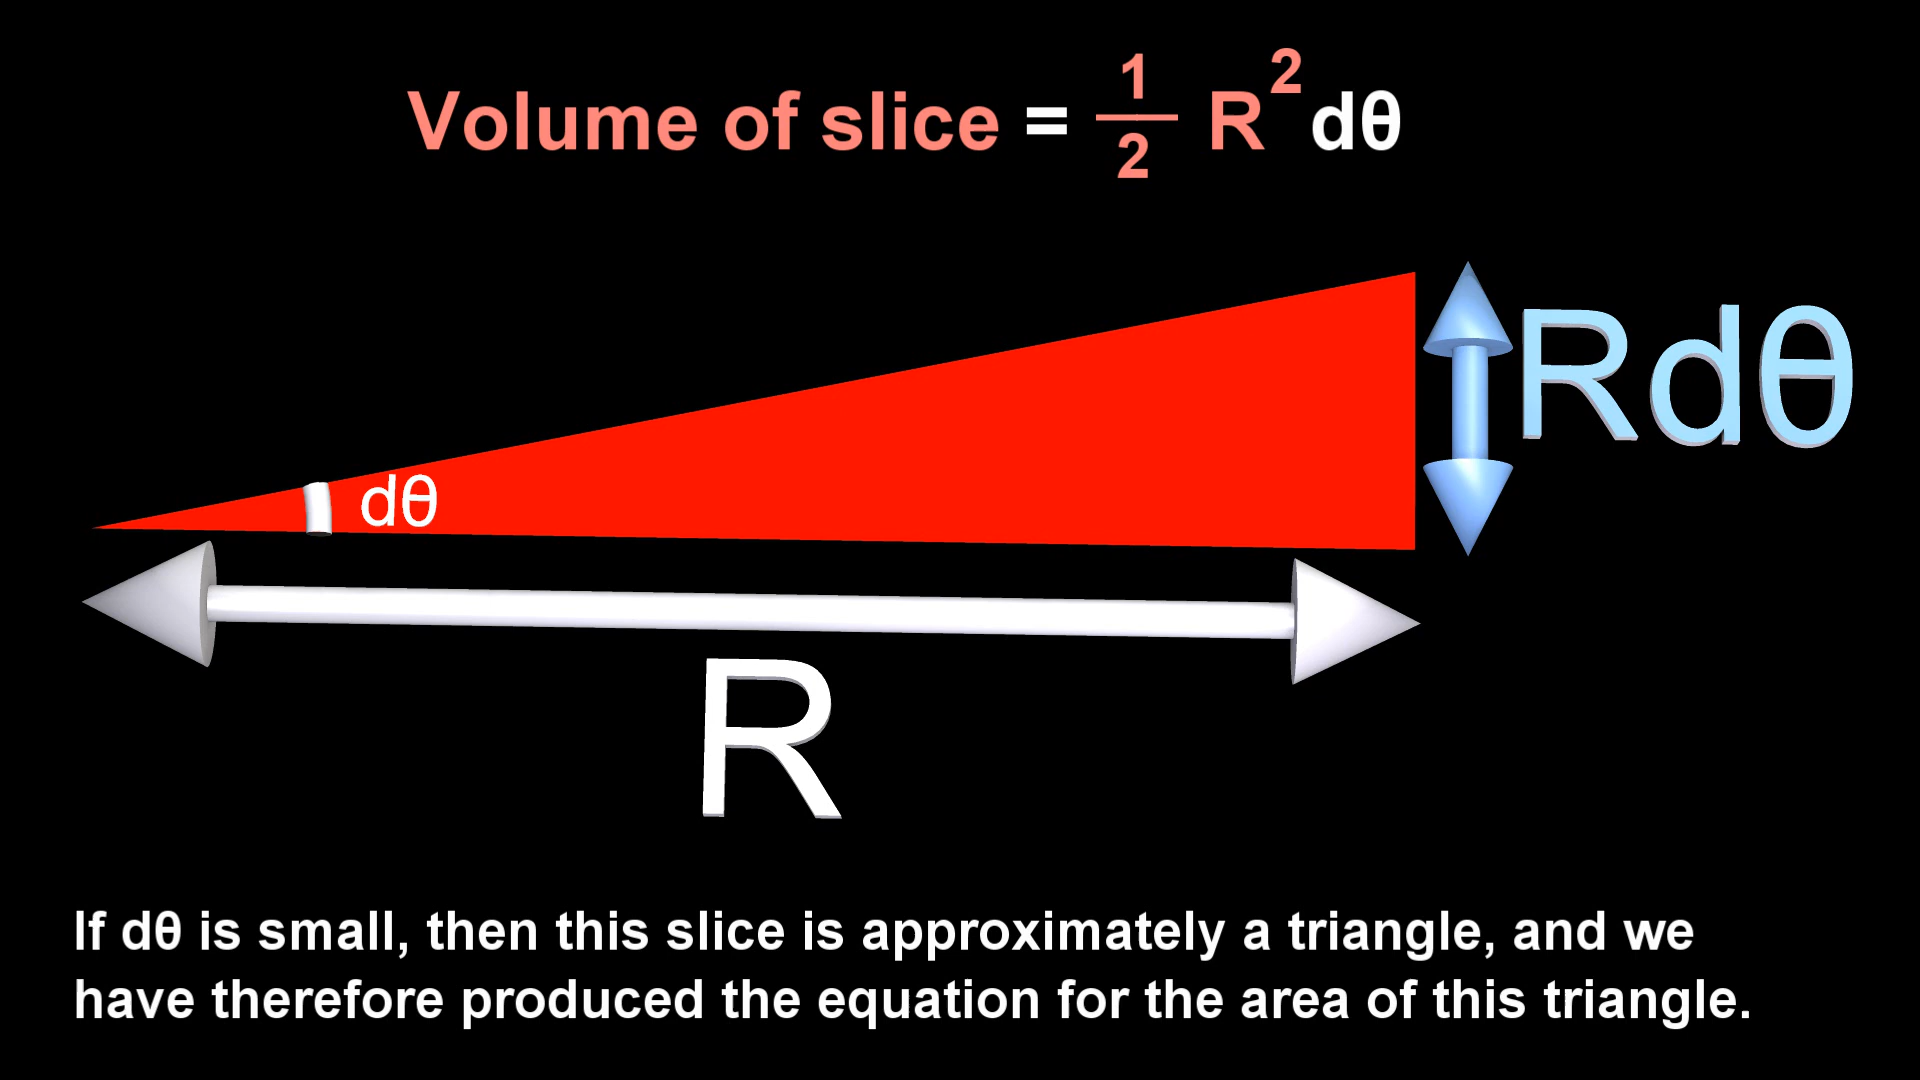 Volume of slice = 1/2 R² dθ
Rdθ
dθ
R
If dθ is small, then this slice is approximately a triangle, and we
have therefore produced the equation for the area of this triangle.